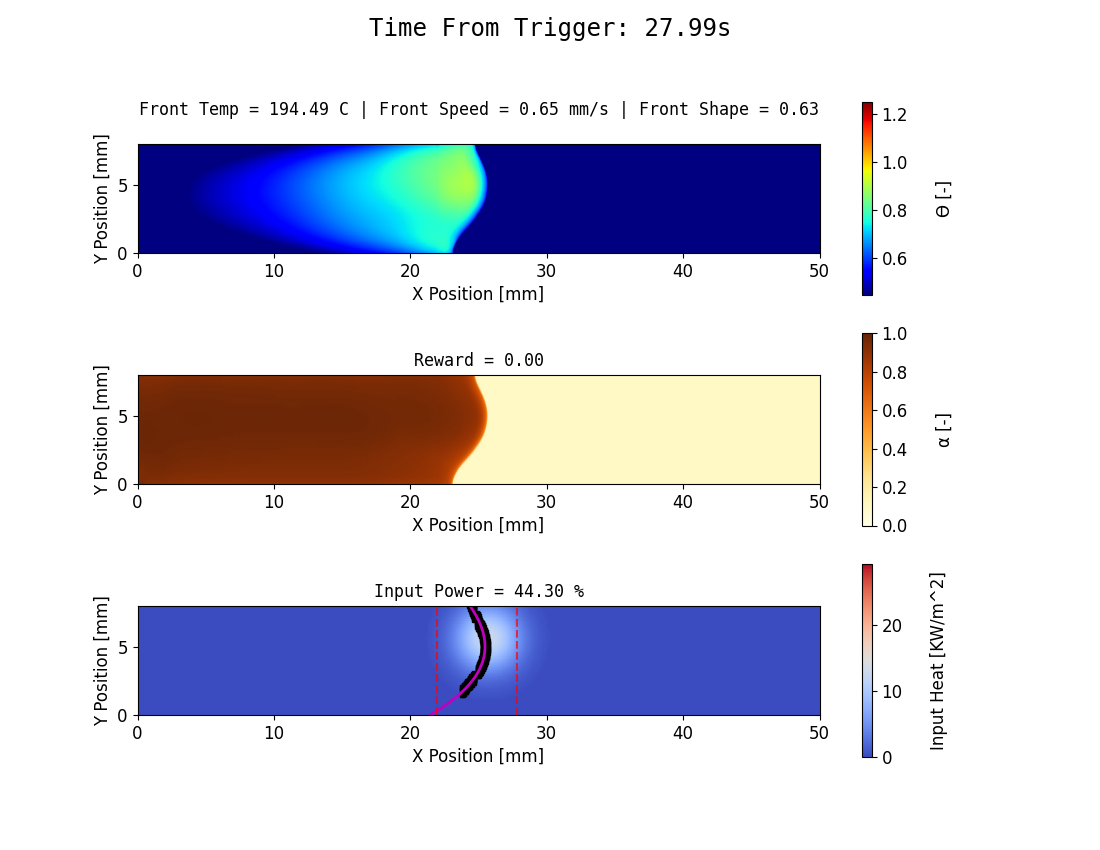 Time From Trigger: 27.99s
Front Temp = 194.49 C | Front Speed = 0.65 mm/s | Front Shape = 0.63
Y Position [mm]
5
0
0 10 20 30 40 50
X Position [mm]
1.2
1.0
0.8
0.6
Θ [-]
Reward = 0.00
Y Position [mm]
5
0
0 10 20 30 40 50
X Position [mm]
1.0
0.8
0.6
0.4
0.2
0.0
α [-]
Input Power = 44.30 %
Y Position [mm]
5
0
0 10 20 30 40 50
X Position [mm]
20
10
0
Input Heat [KW/m^2]